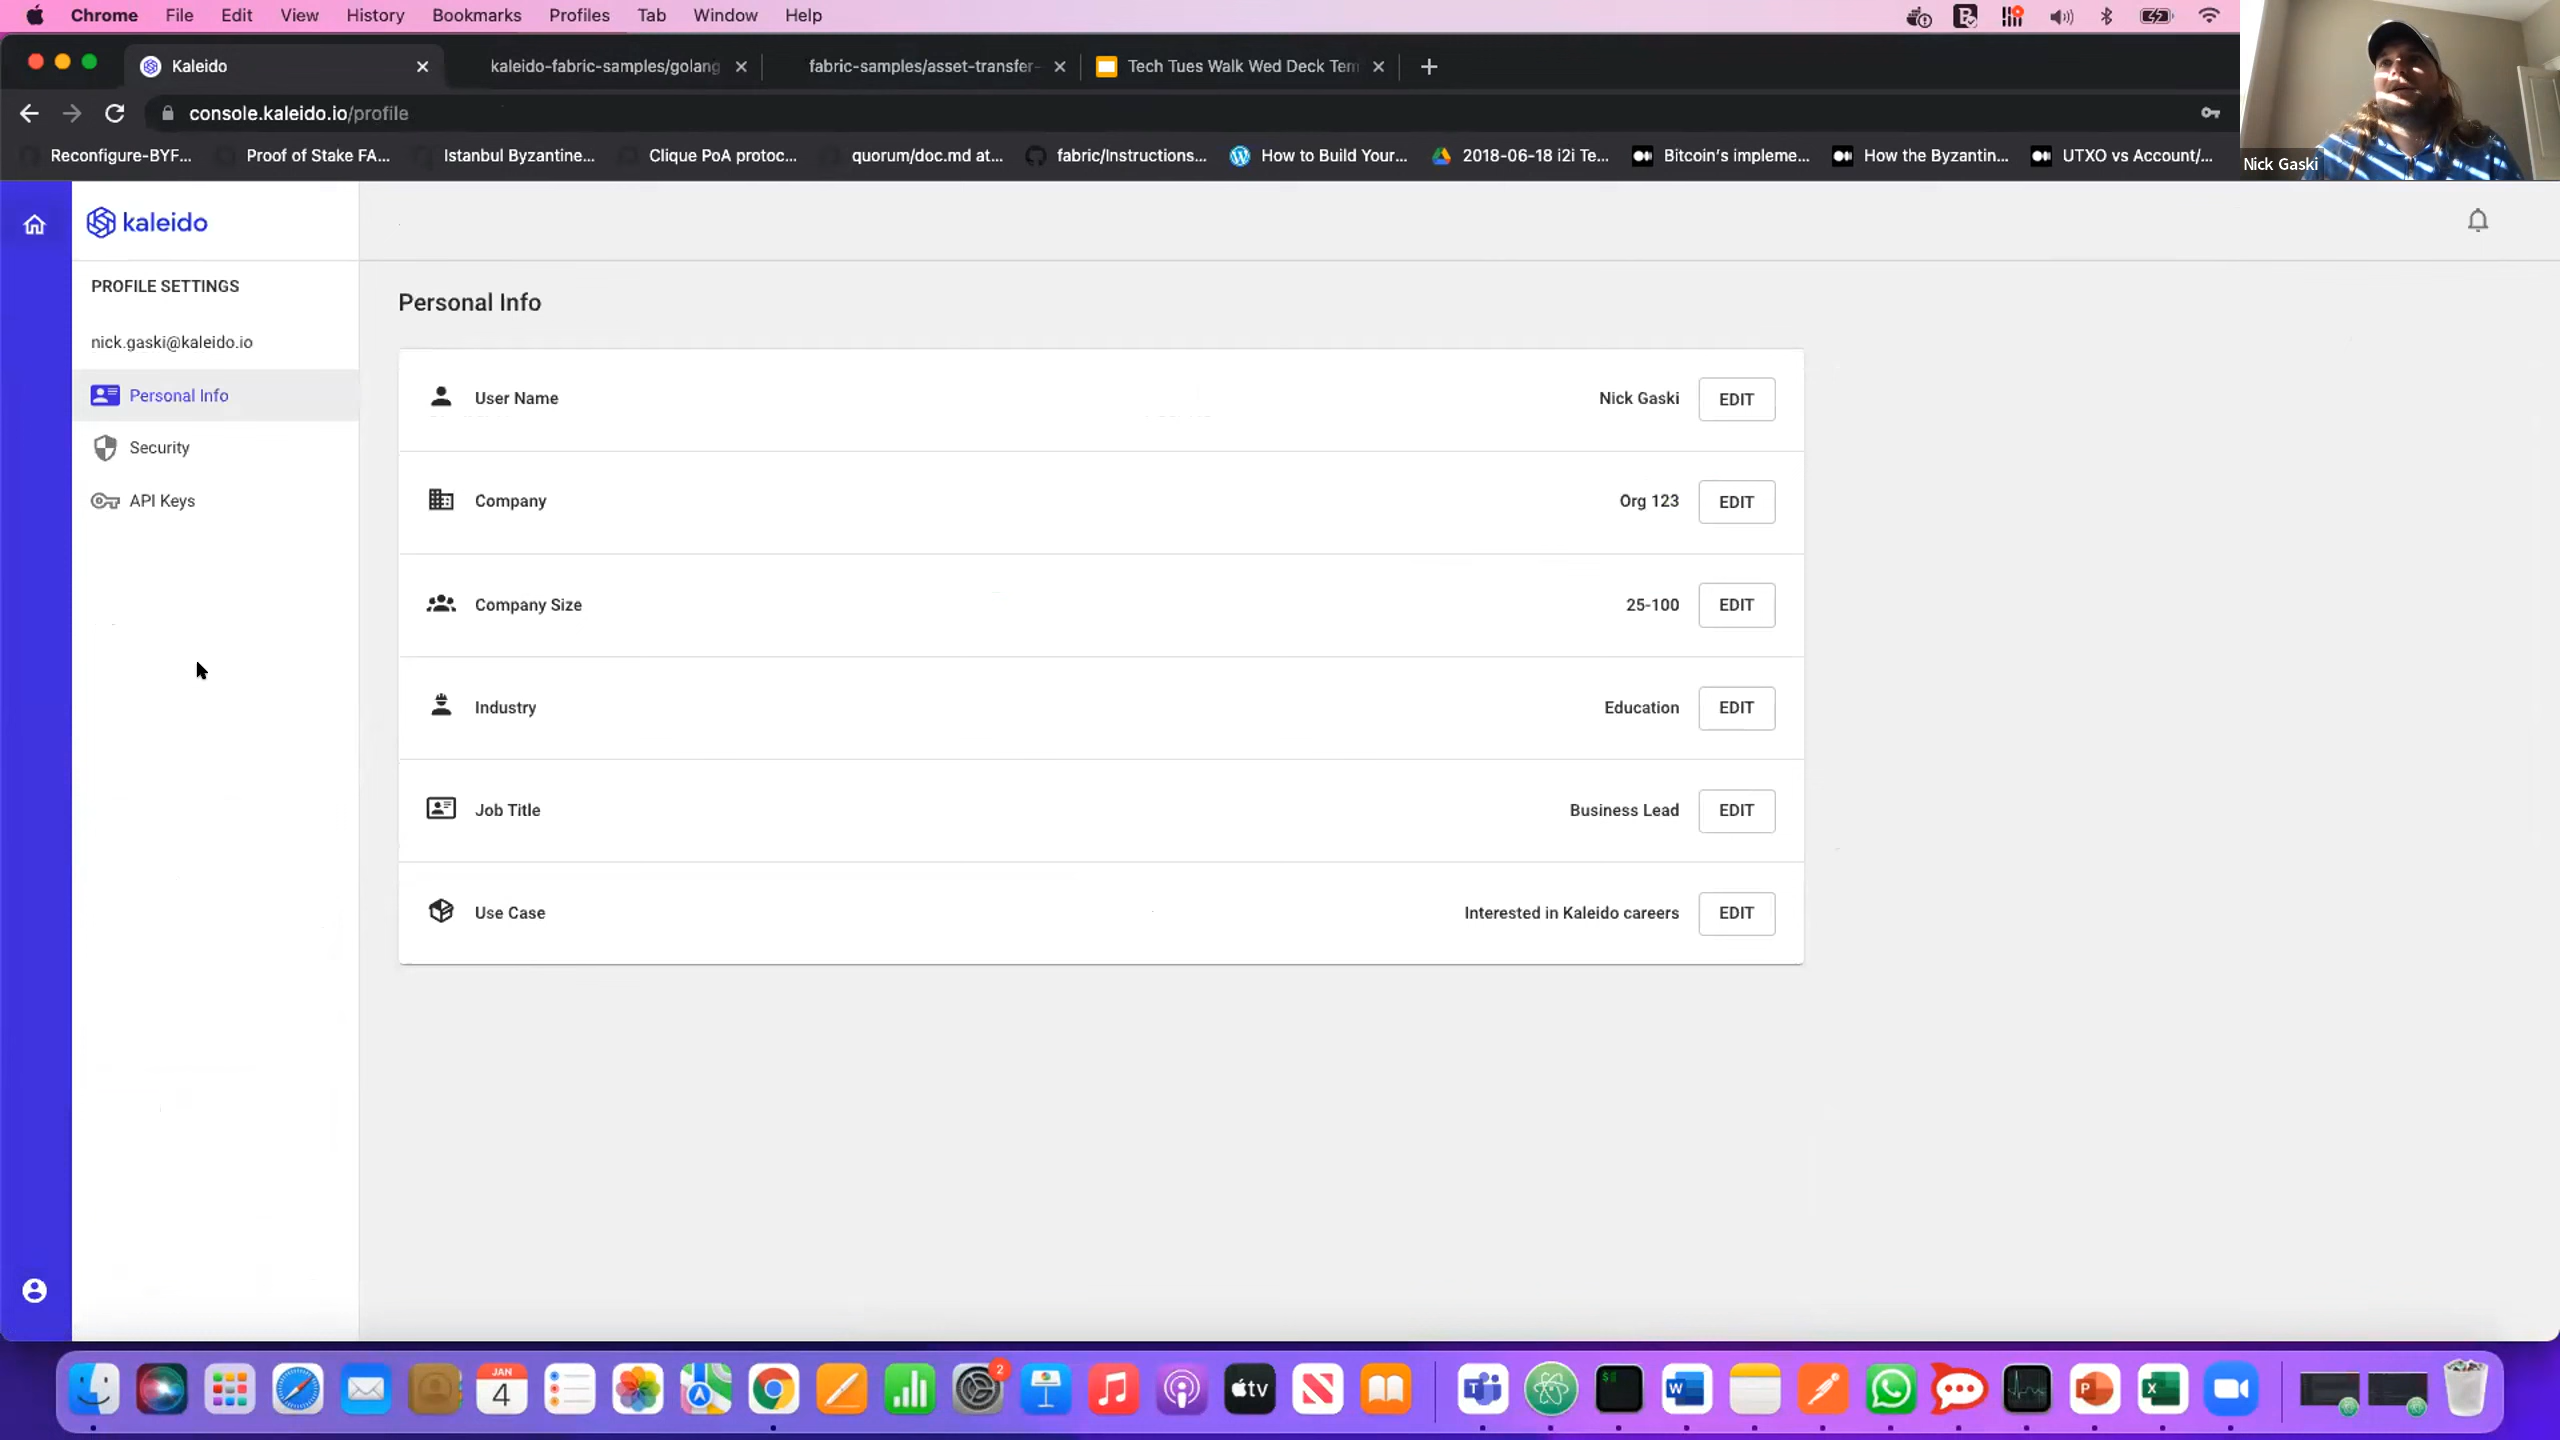 Chrome File Edit View History Bookmarks Profiles Tab Window Help
Kaleido kaleido-fabric-samples/golang fabric-samples/asset-transfer- Tech Tues Walk Wed Deck Tem
console.kaleido.io/profile
Reconfigure-BYF... Proof of Stake FA... Istanbul Byzantine... Clique PoA protoc... quorum/doc.md at... fabric/Instructions... How to Build Your... 2018-06-18 i2i Te... Bitcoin's impleme... How the Byzantin... UTXO vs Account/...
Nick Gaski
kaleido
PROFILE SETTINGS
nick.gaski@kaleido.io
Personal Info
Security
API Keys
Personal Info
User Name Nick Gaski EDIT
Company Org 123 EDIT
Company Size 25-100 EDIT
Industry Education EDIT
Job Title Business Lead EDIT
Use Case Interested in Kaleido careers EDIT
JAN
4
2
tv